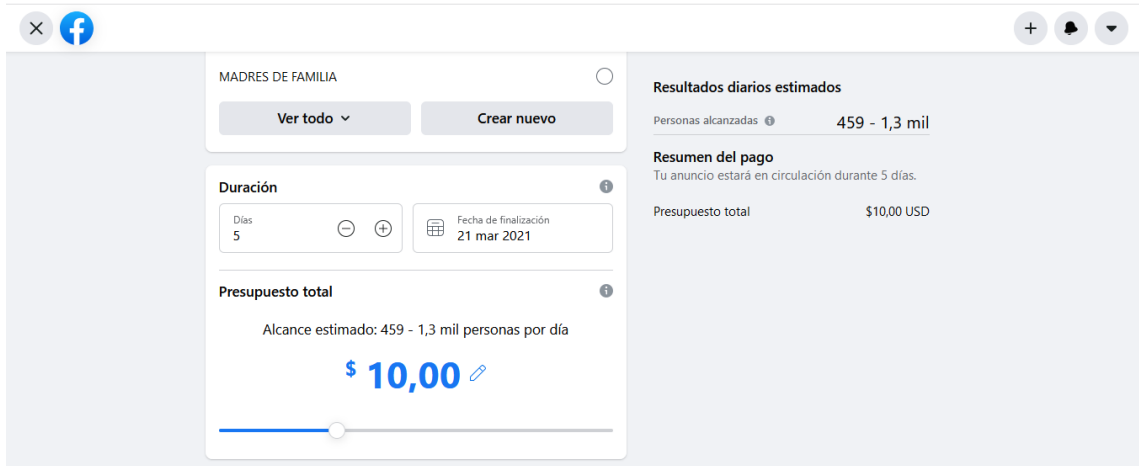 MADRES DE FAMILIA
Ver todo
Crear nuevo
Duración
Días
5
Fecha de finalización
21 mar 2021
Presupuesto total
Alcance estimado: 459 - 1,3 mil personas por día
$ 10,00
Resultados diarios estimados
Personas alcanzadas 459 - 1,3 mil
Resumen del pago
Tu anuncio estará en circulación durante 5 días.
Presupuesto total $10,00 USD